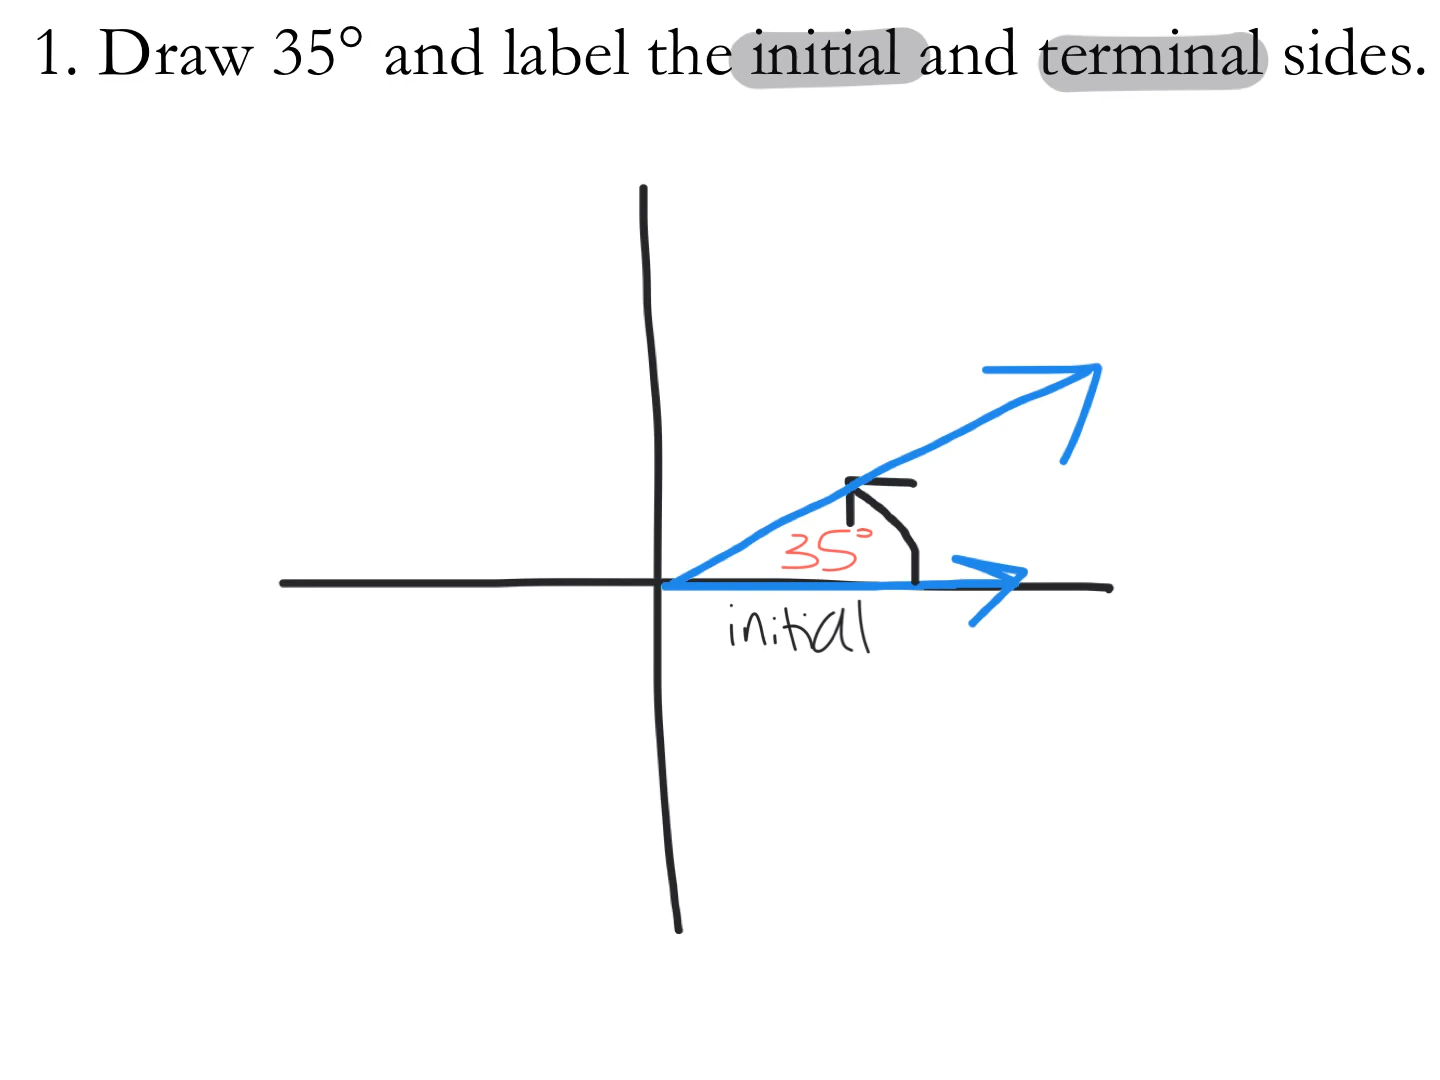 1. Draw 35° and label the initial and terminal sides.
35°
initial